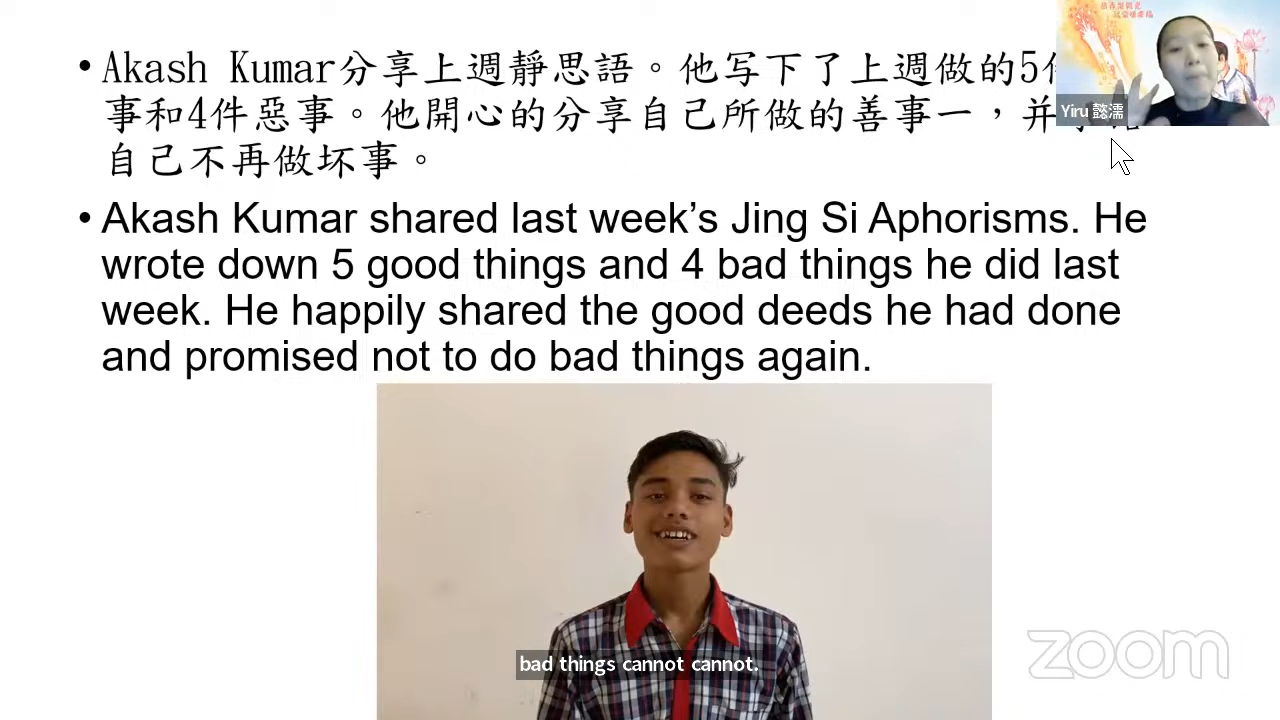 • Akash Kumar分享上週靜思語。他写下了上週做的5
事和4件惡事。他開心的分享自己所做的善事一，并
自己不再做坏事。
• Akash Kumar shared last week’s Jing Si Aphorisms. He
wrote down 5 good things and 4 bad things he did last
week. He happily shared the good deeds he had done
and promised not to do bad things again.
Yiru 懿濡
bad things cannot cannot.
zoom